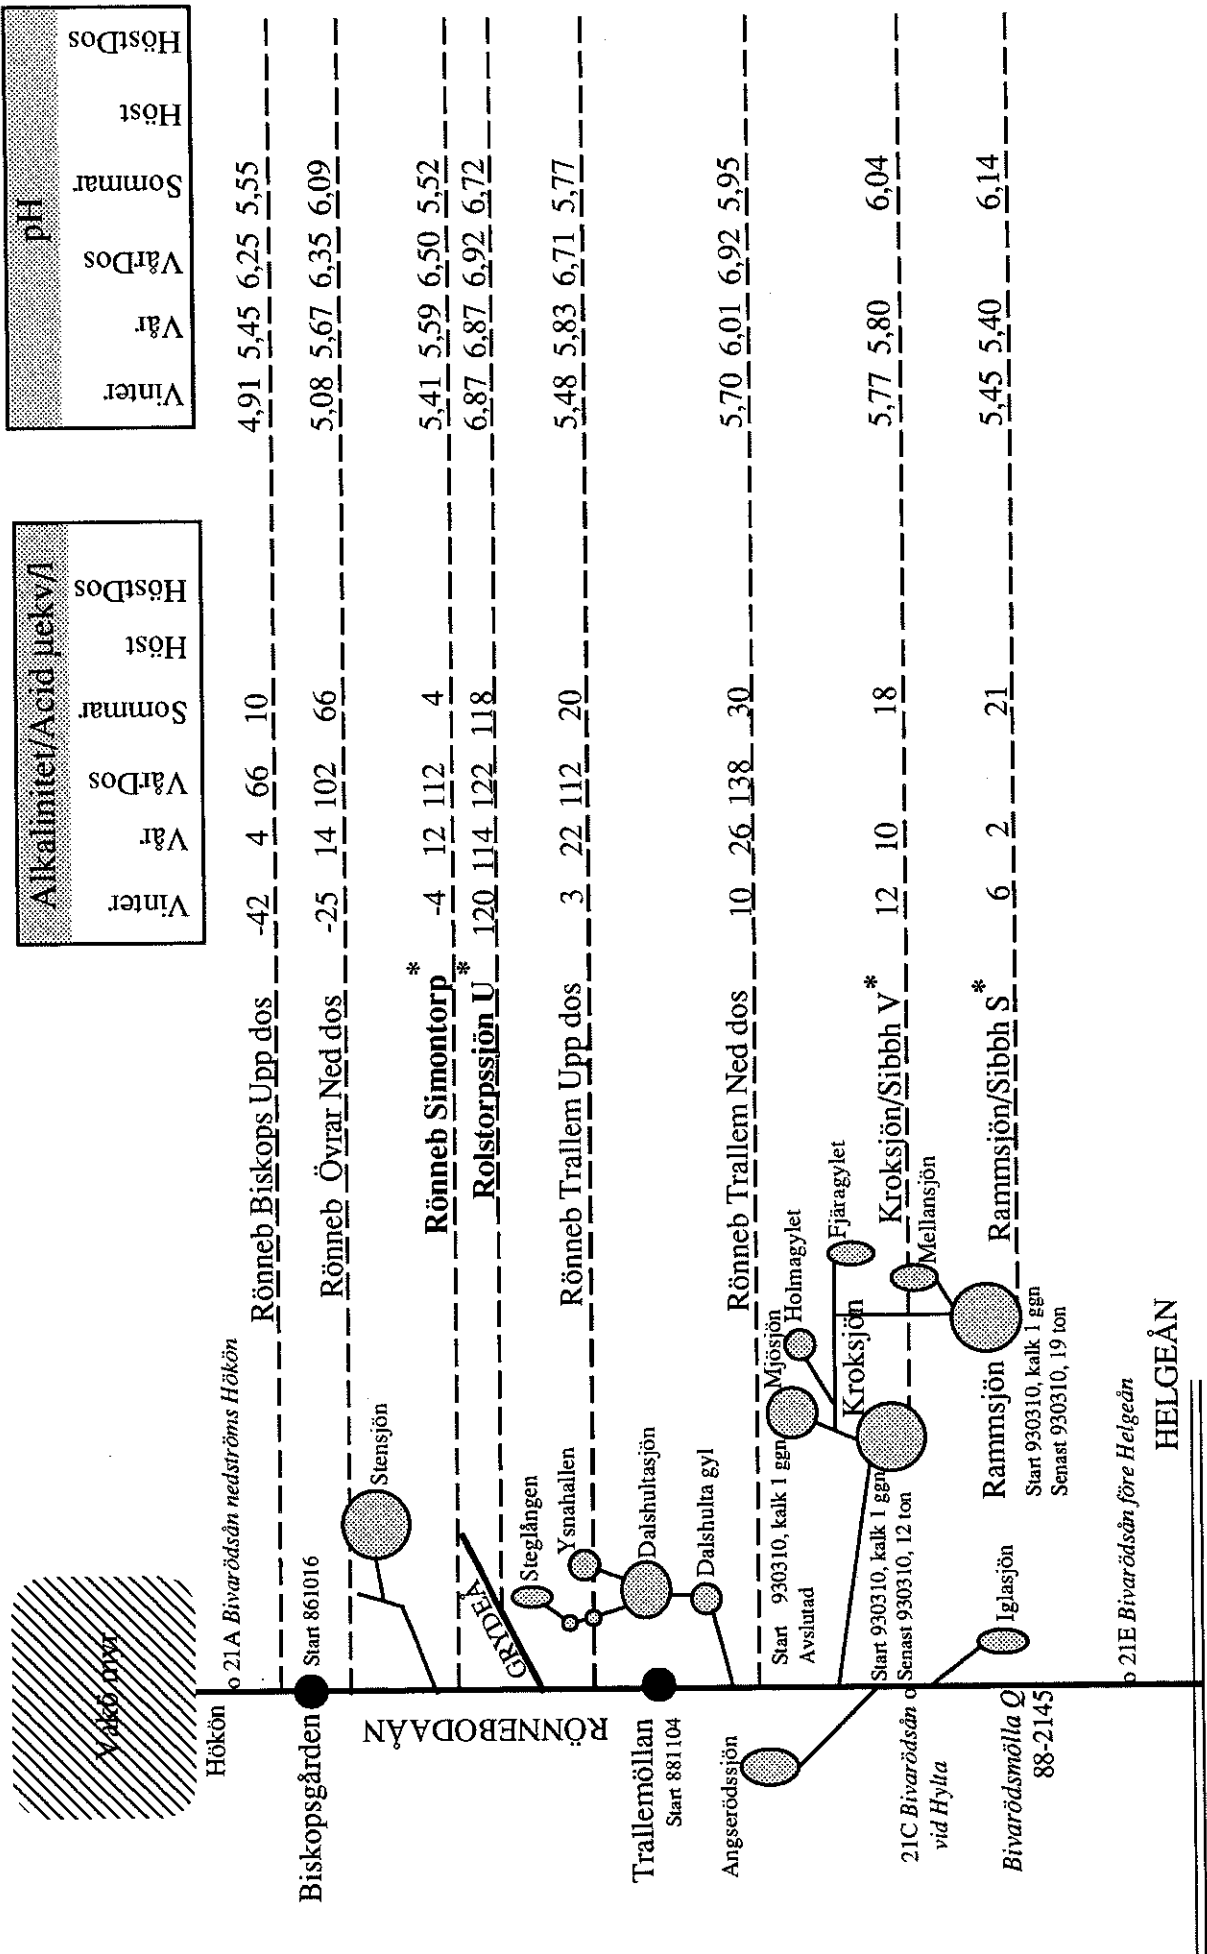 Vakö myr
Hökön
o 21A Bivarödsån nedströms Hökön
Biskopsgården
Start 861016
Stensjön
RÖNNEBODAÅN
GRYDEÅ
Steglången
Ysnahallen
Dalshultasjön
Dalshulta gyl
Trallemöllan
Start 881104
Angserödssjön
Start 930310, kalk 1 ggn
Avslutad
Mjösjön
Holmagylet
Fjäragylet
Kroksjön
Mellansjön
Start 930310, kalk 1 ggn
Senast 930310, 12 ton
21C Bivarödsån o
vid Hylta
Rammsjön
Start 930310, kalk 1 ggn
Senast 930310, 19 ton
Iglasjön
Bivarödsmölla Q
88-2145
o 21E Bivarödsån före Helgeån
HELGEÅN
Alkalinitet/Acid µekv/l
Vinter Vår VårDos Sommar Höst HöstDos
pH
Vinter Vår VårDos Sommar Höst HöstDos
Rönneb Biskops Upp dos -42 4 66 10 4,91 5,45 6,25 5,55
Rönneb Övrar Ned dos -25 14 102 66 5,08 5,67 6,35 6,09
Rönneb Simontorp* -4 12 112 4 5,41 5,59 6,50 5,52
Rolstorpssjön U* 120 114 122 118 6,87 6,87 6,92 6,72
Rönneb Trallem Upp dos 3 22 112 20 5,48 5,83 6,71 5,77
Rönneb Trallem Ned dos 10 26 138 30 5,70 6,01 6,92 5,95
Kroksjön/Sibbh V* 12 10 18 5,77 5,80 6,04
Rammsjön/Sibbh S* 6 2 21 5,45 5,40 6,14